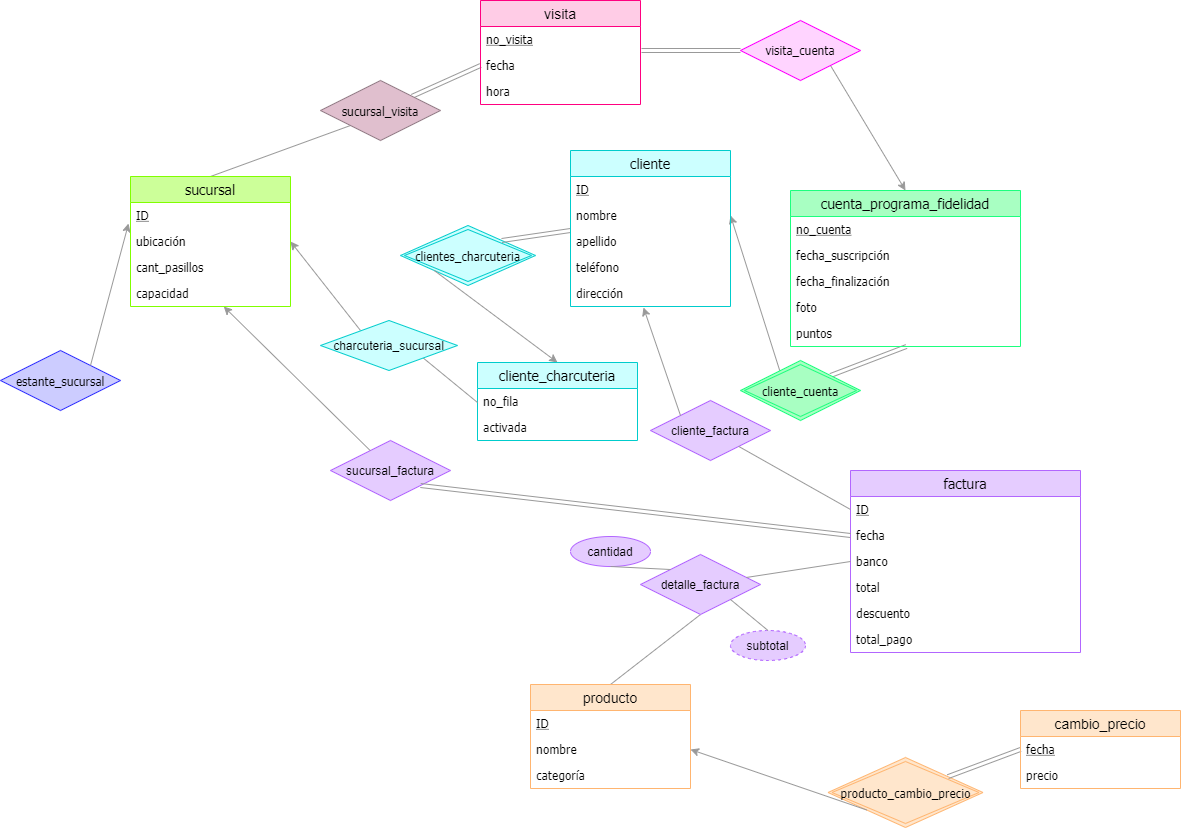 visita
no_visita
fecha
hora
visita_cuenta
sucursal_visita
sucursal
ID
ubicación
cant_pasillos
capacidad
cliente
ID
nombre
apellido
teléfono
dirección
clientes_charcuteria
cuenta_programa_fidelidad
no_cuenta
fecha_suscripción
fecha_finalización
foto
puntos
charcuteria_sucursal
estante_sucursal
cliente_charcuteria
no_fila
activada
cliente_cuenta
cliente_factura
sucursal_factura
factura
ID
fecha
banco
total
descuento
total_pago
cantidad
detalle_factura
subtotal
producto
ID
nombre
categoría
cambio_precio
fecha
precio
producto_cambio_precio